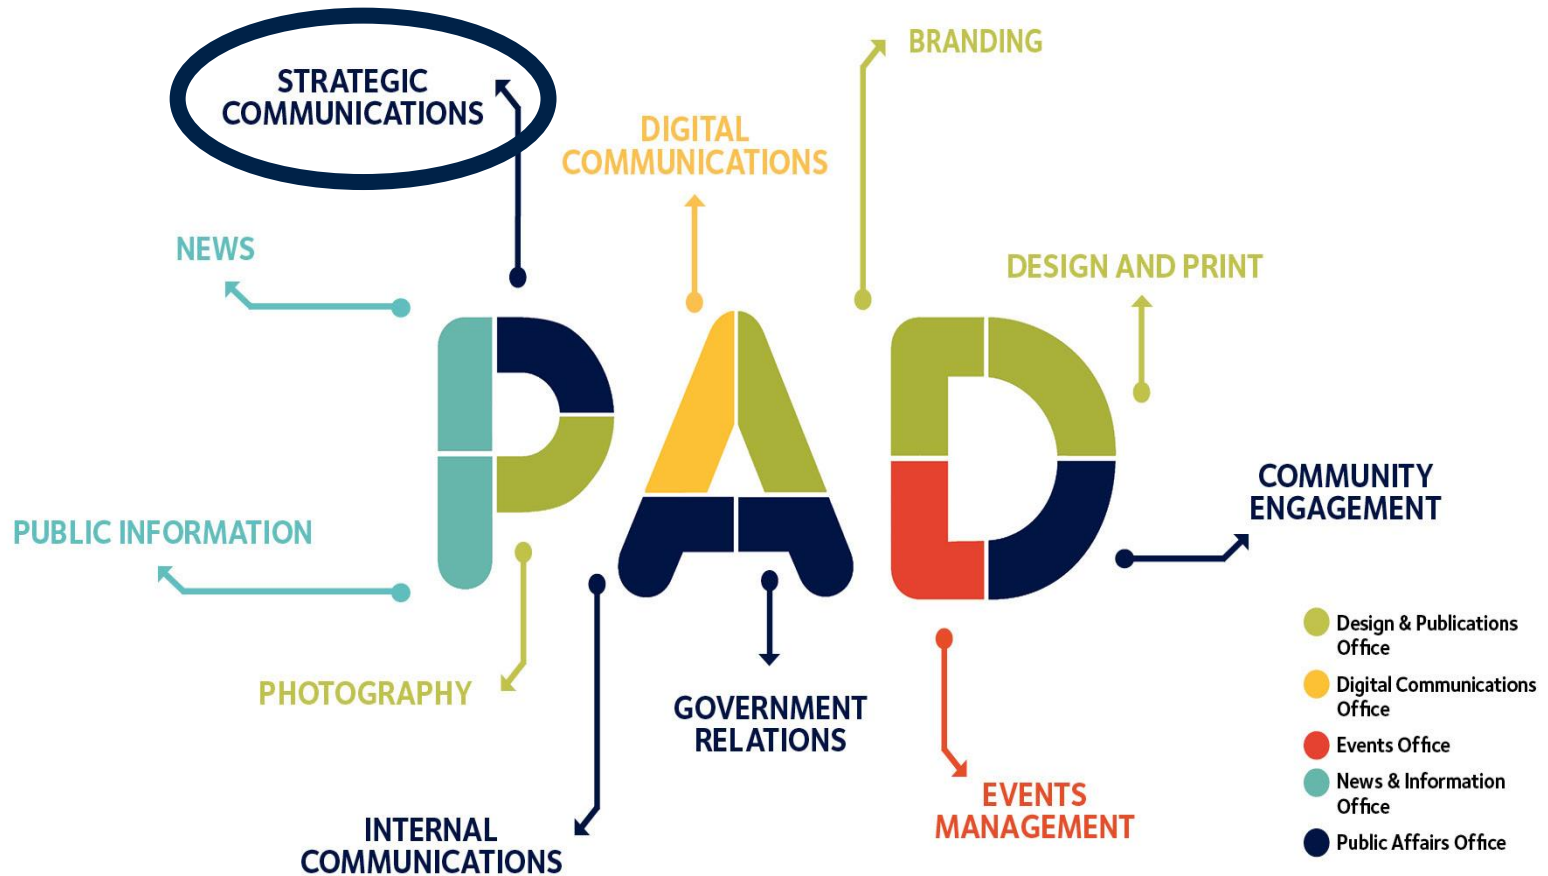 STRATEGIC
COMMUNICATIONS
BRANDING
DIGITAL
COMMUNICATIONS
NEWS
DESIGN AND PRINT
PAD
COMMUNITY
ENGAGEMENT
PUBLIC INFORMATION
PHOTOGRAPHY
GOVERNMENT
RELATIONS
EVENTS
MANAGEMENT
INTERNAL
COMMUNICATIONS
Design & Publications
Office
Digital Communications
Office
Events Office
News & Information
Office
Public Affairs Office